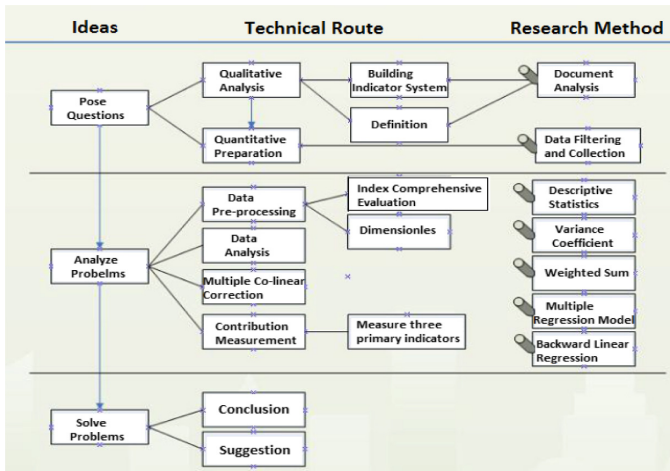 Ideas
Technical Route
Research Method
Pose
Questions
Qualitative
Analysis
Building
Indicator System
Document
Analysis
Definition
Quantitative
Preparation
Data Filtering
and Collection
Analyze
Probelms
Data
Pre-processing
Index Comprehensive
Evaluation
Dimensionles
Data
Analysis
Multiple Co-linear
Correction
Contribution
Measurement
Measure three
primary indicators
Descriptive
Statistics
Variance
Coefficient
Weighted Sum
Multiple
Regression Model
Backward Linear
Regression
Solve
Problems
Conclusion
Suggestion